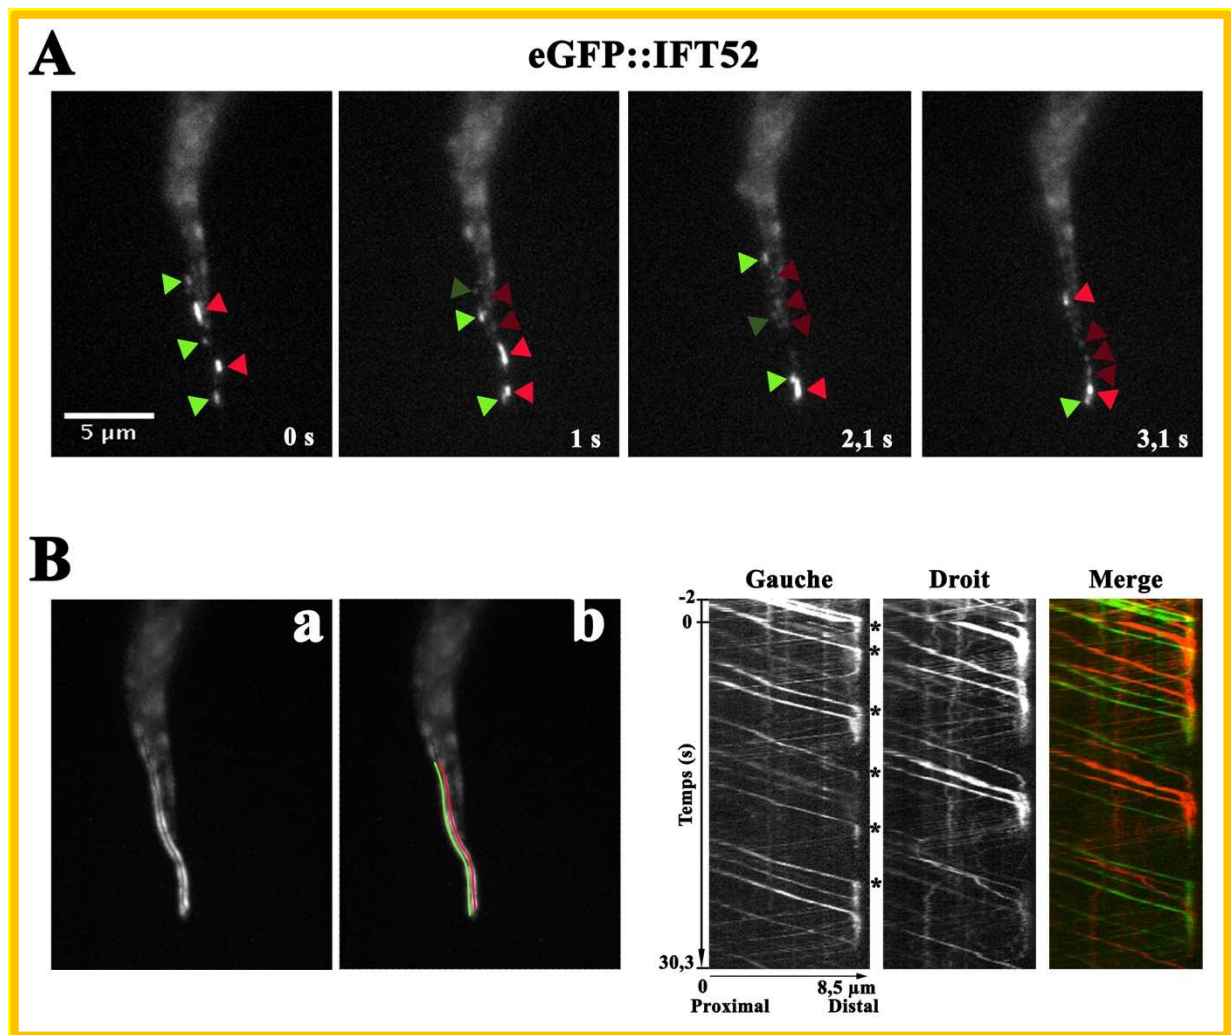 A
eGFP::IFT52
5 µm
0 s
1 s
2,1 s
3,1 s
B
a
b
Gauche
Droit
Merge
-2
0
Temps (s)
30,3
0
8,5 µm
Proximal
Distal
*
*
*
*
*
*